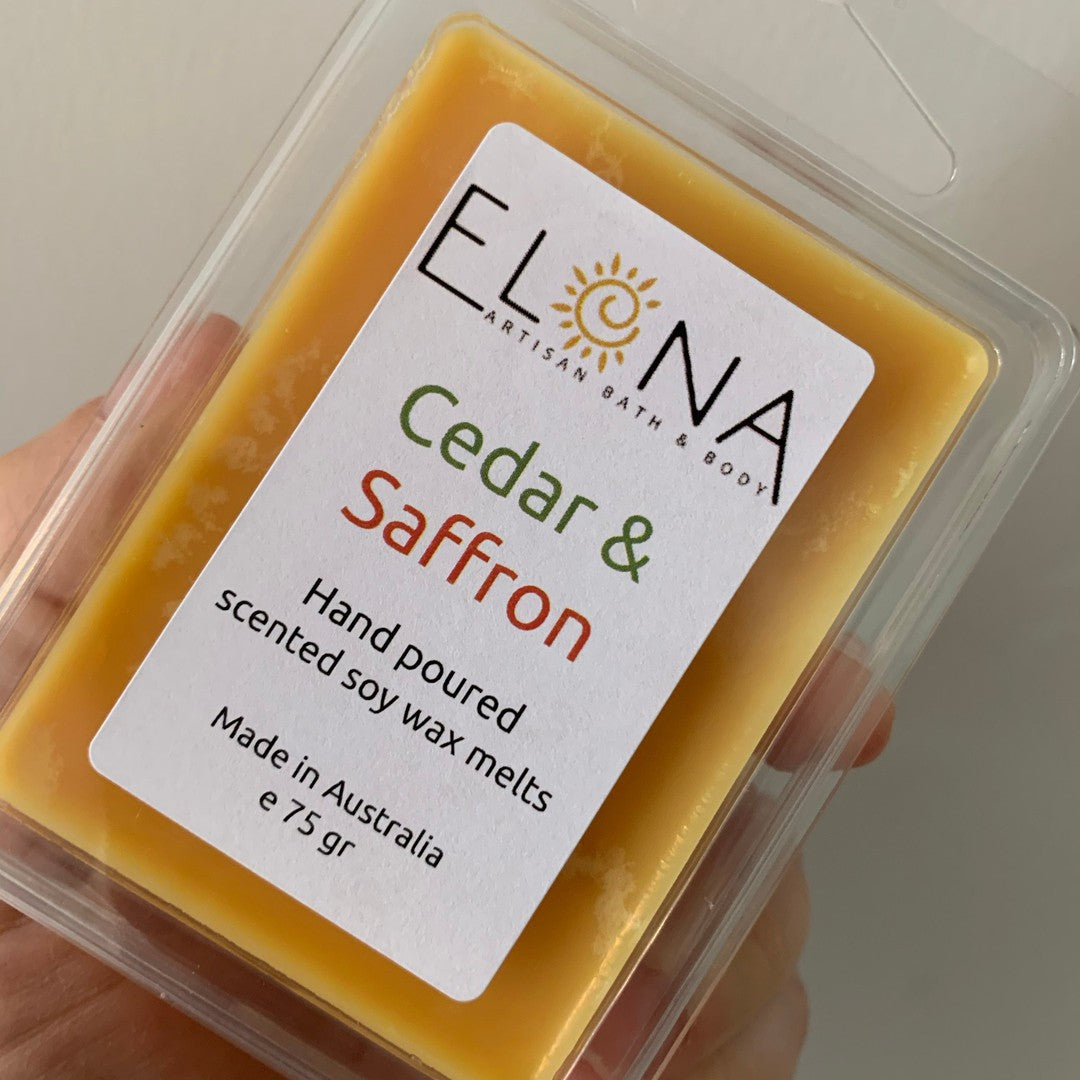 ELONA
ARTISAN BATH & BODY
Cedar &
Saffron
Hand poured
scented soy wax melts
Made in Australia
e 75 gr